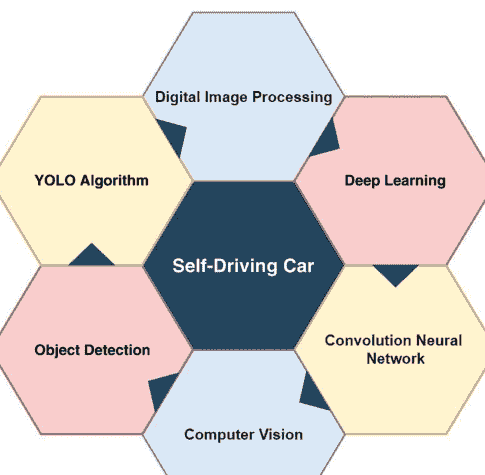 Digital Image Processing
YOLO Algorithm
Deep Learning
Self-Driving Car
Object Detection
Convolution Neural
Network
Computer Vision